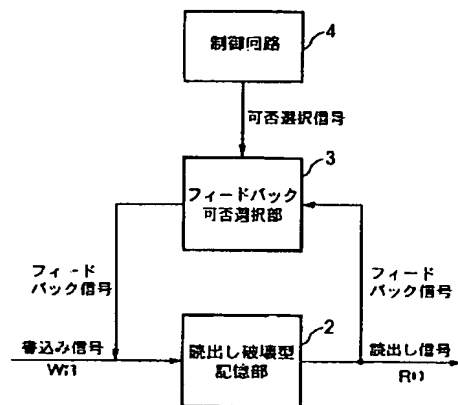 4
制御回路
可否選択信号
3
フィードバック
可否選択部
フィード
バック信号
フィード
バック信号
2
書込み信号
読出し破壊型
記憶部
読出し信号